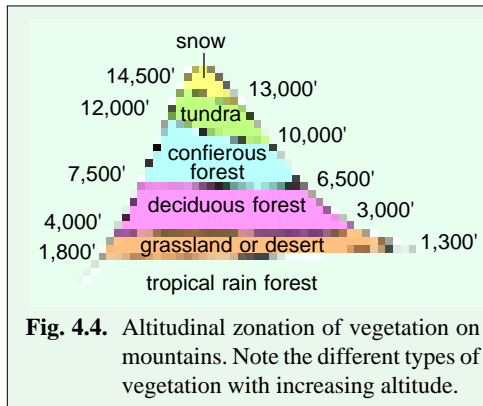 snow
14,500'
13,000'
12,000'
tundra
10,000'
confierous
forest
7,500'
6,500'
deciduous forest
4,000'
3,000'
1,800'
grassland or desert
1,300'
tropical rain forest
Fig. 4.4. Altitudinal zonation of vegetation on
mountains. Note the different types of
vegetation with increasing altitude.